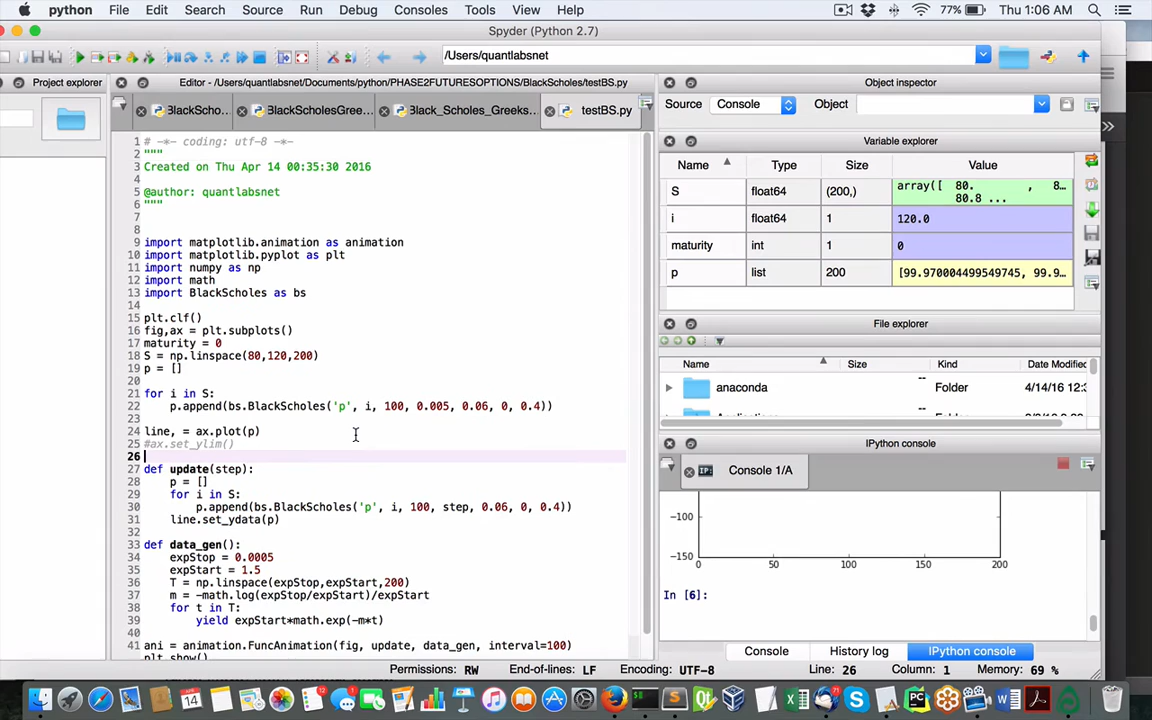 python File Edit Search Source Run Debug Consoles Tools View Help 77% Thu 1:06 AM
Spyder (Python 2.7)
/Users/quantlabsnet
Project explorer
Editor - /Users/quantlabsnet/Documents/python/PHASE2FUTURESOPTIONS/BlackScholes/testBS.py
Object inspector
BlackScho... BlackScholesGree... Black_Scholes_Greeks... testBS.py
Source Console Object
Variable explorer
Name Type Size Value
S float64 (200,) array([ 80. , 8...
80.8 ...
i float64 1 120.0
maturity int 1 0
p list 200 [99.970004499549745, 99.9...
File explorer
Name Size Kind Date Modified
anaconda -- Folder 4/14/16 12:3
-- Folder
IPython console
Console 1/A
−100
−150
0 50 100 150 200
In [6]:
Console History log IPython console
1 # -*- coding: utf-8 -*-
2 """
3 Created on Thu Apr 14 00:35:30 2016
4
5 @author: quantlabsnet
6 """
7
8
9 import matplotlib.animation as animation
10 import matplotlib.pyplot as plt
11 import numpy as np
12 import math
13 import BlackScholes as bs
14
15 plt.clf()
16 fig,ax = plt.subplots()
17 maturity = 0
18 S = np.linspace(80,120,200)
19 p = []
20
21 for i in S:
22 p.append(bs.BlackScholes('p', i, 100, 0.005, 0.06, 0, 0.4))
23
24 line, = ax.plot(p)
25 #ax.set_ylim()
26
27 def update(step):
28 p = []
29 for i in S:
30 p.append(bs.BlackScholes('p', i, 100, step, 0.06, 0, 0.4))
31 line.set_ydata(p)
32
33 def data_gen():
34 expStop = 0.0005
35 expStart = 1.5
36 T = np.linspace(expStop,expStart,200)
37 m = -math.log(expStop/expStart)/expStart
38 for t in T:
39 yield expStart*math.exp(-m*t)
40
41 ani = animation.FuncAnimation(fig, update, data_gen, interval=100)
plt.show()
Permissions: RW End-of-lines: LF Encoding: UTF-8 Line: 26 Column: 1 Memory: 69 %